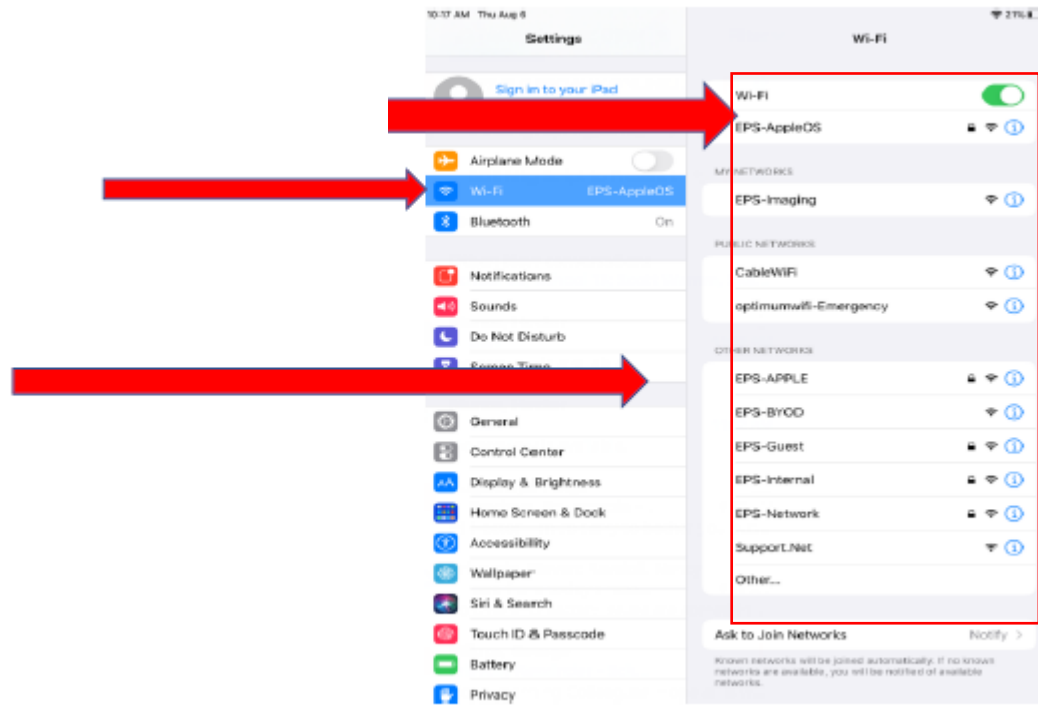 10:17 AM Thu Aug 6
21%
Settings
Sign in to your iPad
Airplane Mode
Wi-Fi EPS-AppleOS
Bluetooth On
Notifications
Sounds
Do Not Disturb
Screen Time
General
Control Center
Display & Brightness
Home Screen & Dock
Accessibility
Wallpaper
Siri & Search
Touch ID & Passcode
Battery
Privacy
Wi-Fi
Wi-Fi
EPS-AppleOS
MY NETWORKS
EPS-Imaging
PUBLIC NETWORKS
CableWiFi
optimumwifi-Emergency
OTHER NETWORKS
EPS-APPLE
EPS-BYOD
EPS-Guest
EPS-Internal
EPS-Network
Support.Net
Other...
Ask to Join Networks Notify
Known networks will be joined automatically. If no known
networks are available, you will be notified of available
networks.